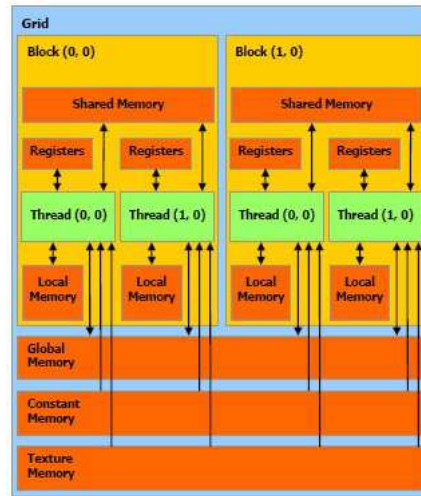 Grid
Block (0, 0)
Block (1, 0)
Shared Memory
Shared Memory
Registers
Registers
Registers
Registers
Thread (0, 0)
Thread (1, 0)
Thread (0, 0)
Thread (1, 0)
Local
Memory
Local
Memory
Local
Memory
Local
Memory
Global
Memory
Constant
Memory
Texture
Memory